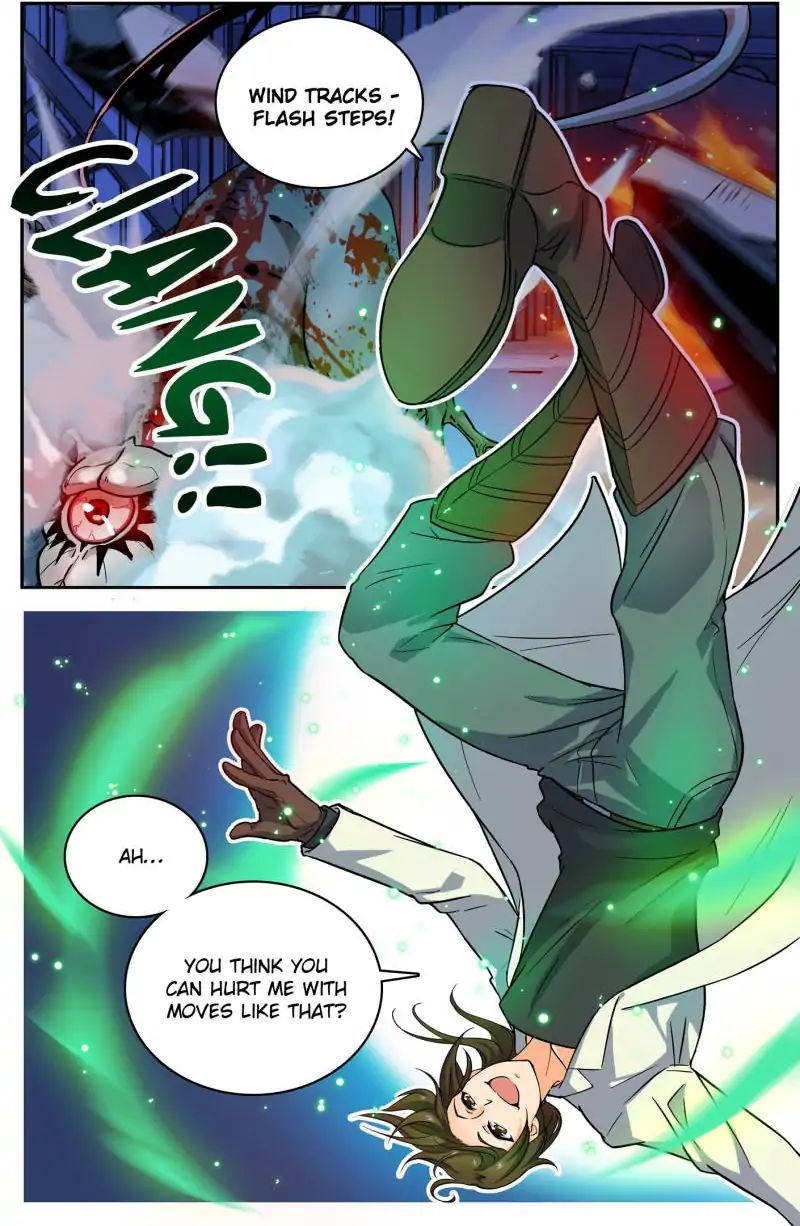 WIND TRACKS -
FLASH STEPS!
CLANG!!
AH...
YOU THINK YOU
CAN HURT ME WITH
MOVES LIKE THAT?